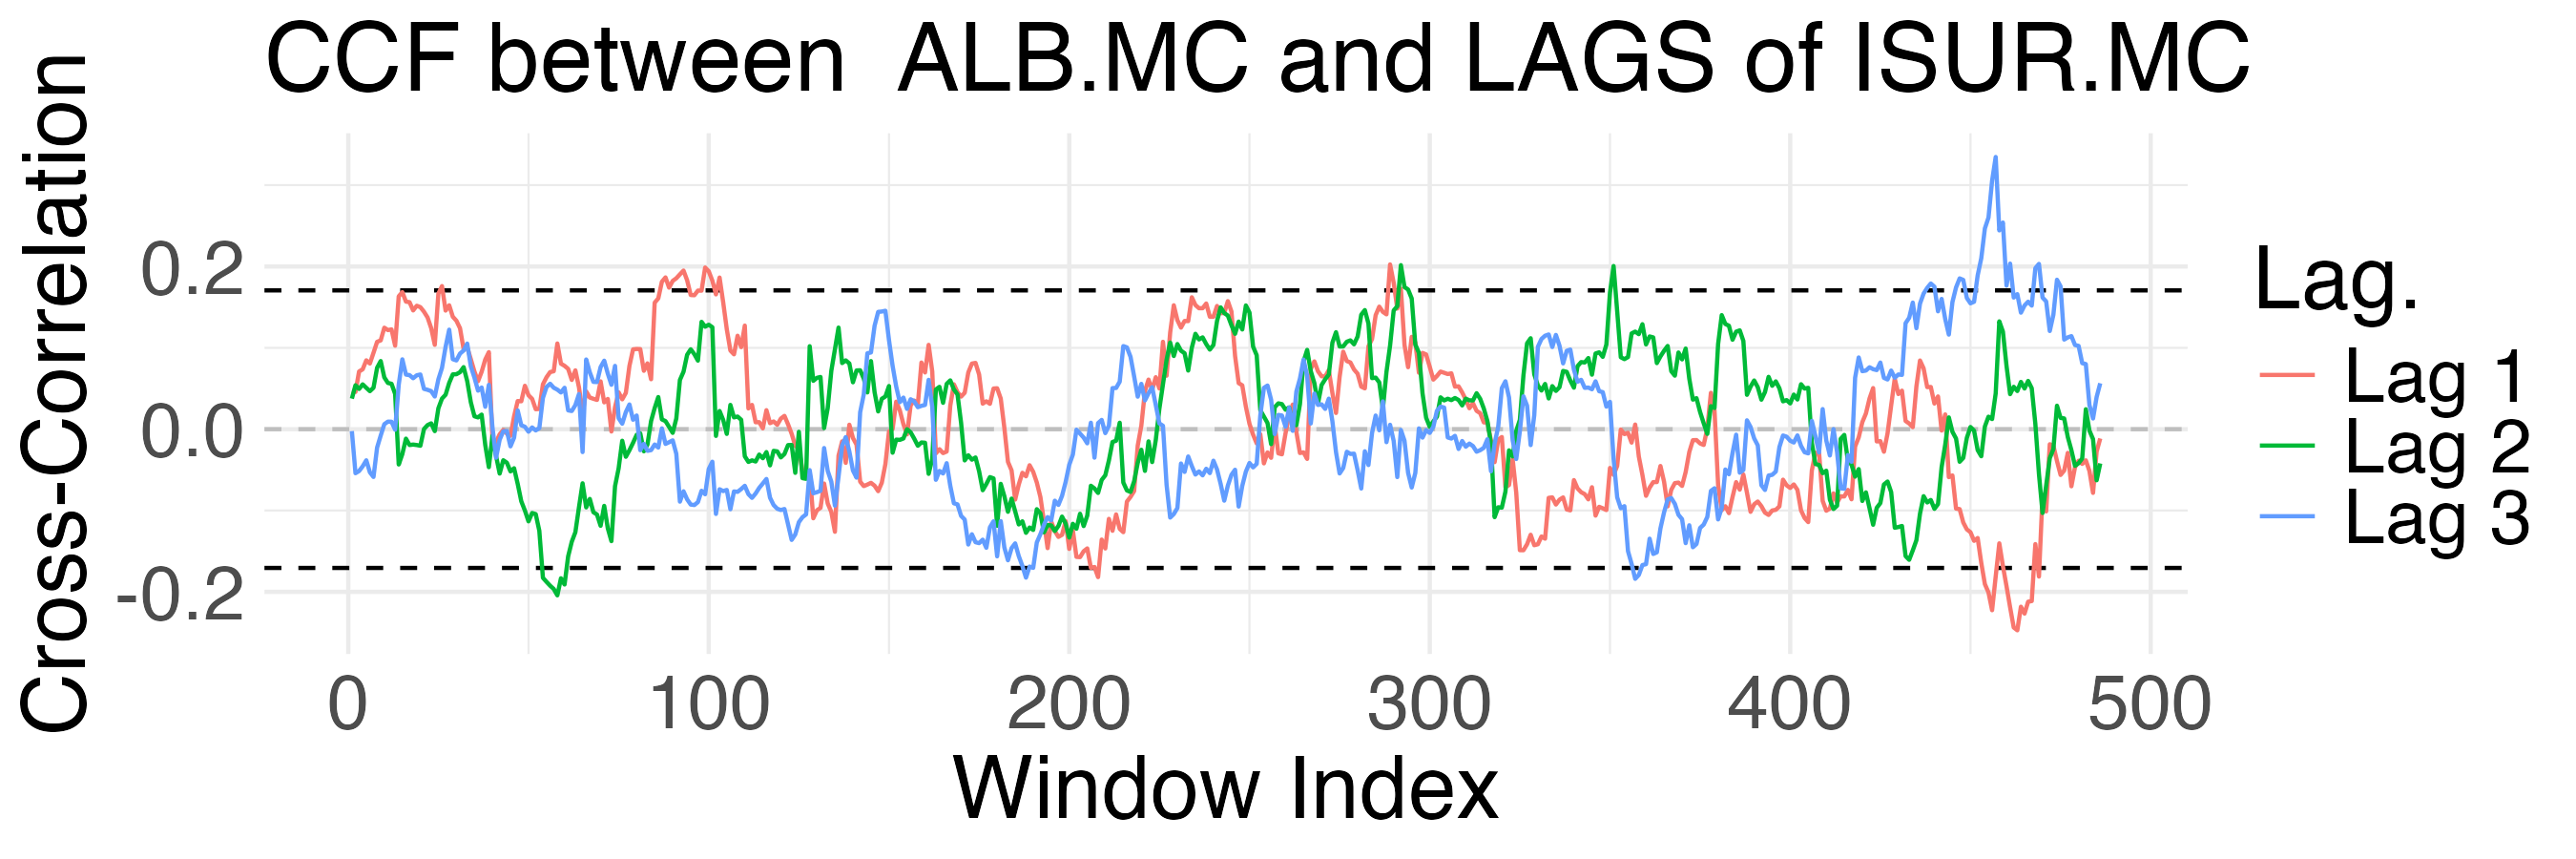 CCF between  ALB.MC and LAGS of ISUR.MC
Cross-Correlation
0.2
0.0
-0.2
0 100 200 300 400 500
Window Index
Lag.
Lag 1
Lag 2
Lag 3